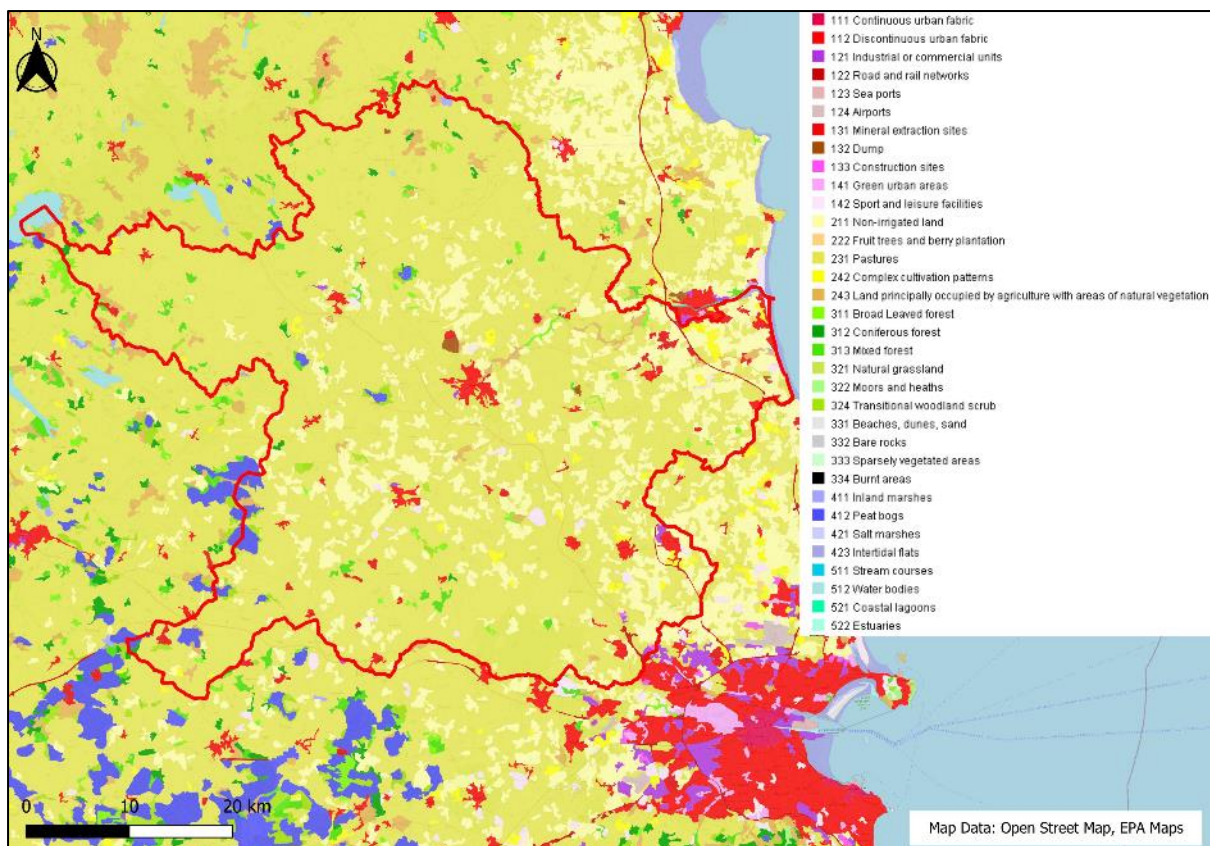 N
111 Continuous urban fabric
112 Discontinuous urban fabric
121 Industrial or commercial units
122 Road and rail networks
123 Sea ports
124 Airports
131 Mineral extraction sites
132 Dump
133 Construction sites
141 Green urban areas
142 Sport and leisure facilities
211 Non-irrigated land
222 Fruit trees and berry plantation
231 Pastures
242 Complex cultivation patterns
243 Land principally occupied by agriculture with areas of natural vegetation
311 Broad Leaved forest
312 Coniferous forest
313 Mixed forest
321 Natural grassland
322 Moors and heaths
324 Transitional woodland scrub
331 Beaches, dunes, sand
332 Bare rocks
333 Sparsely vegetated areas
334 Burnt areas
411 Inland marshes
412 Peat bogs
421 Salt marshes
423 Intertidal flats
511 Stream courses
512 Water bodies
521 Coastal lagoons
522 Estuaries
0 10 20 km
Map Data: Open Street Map, EPA Maps